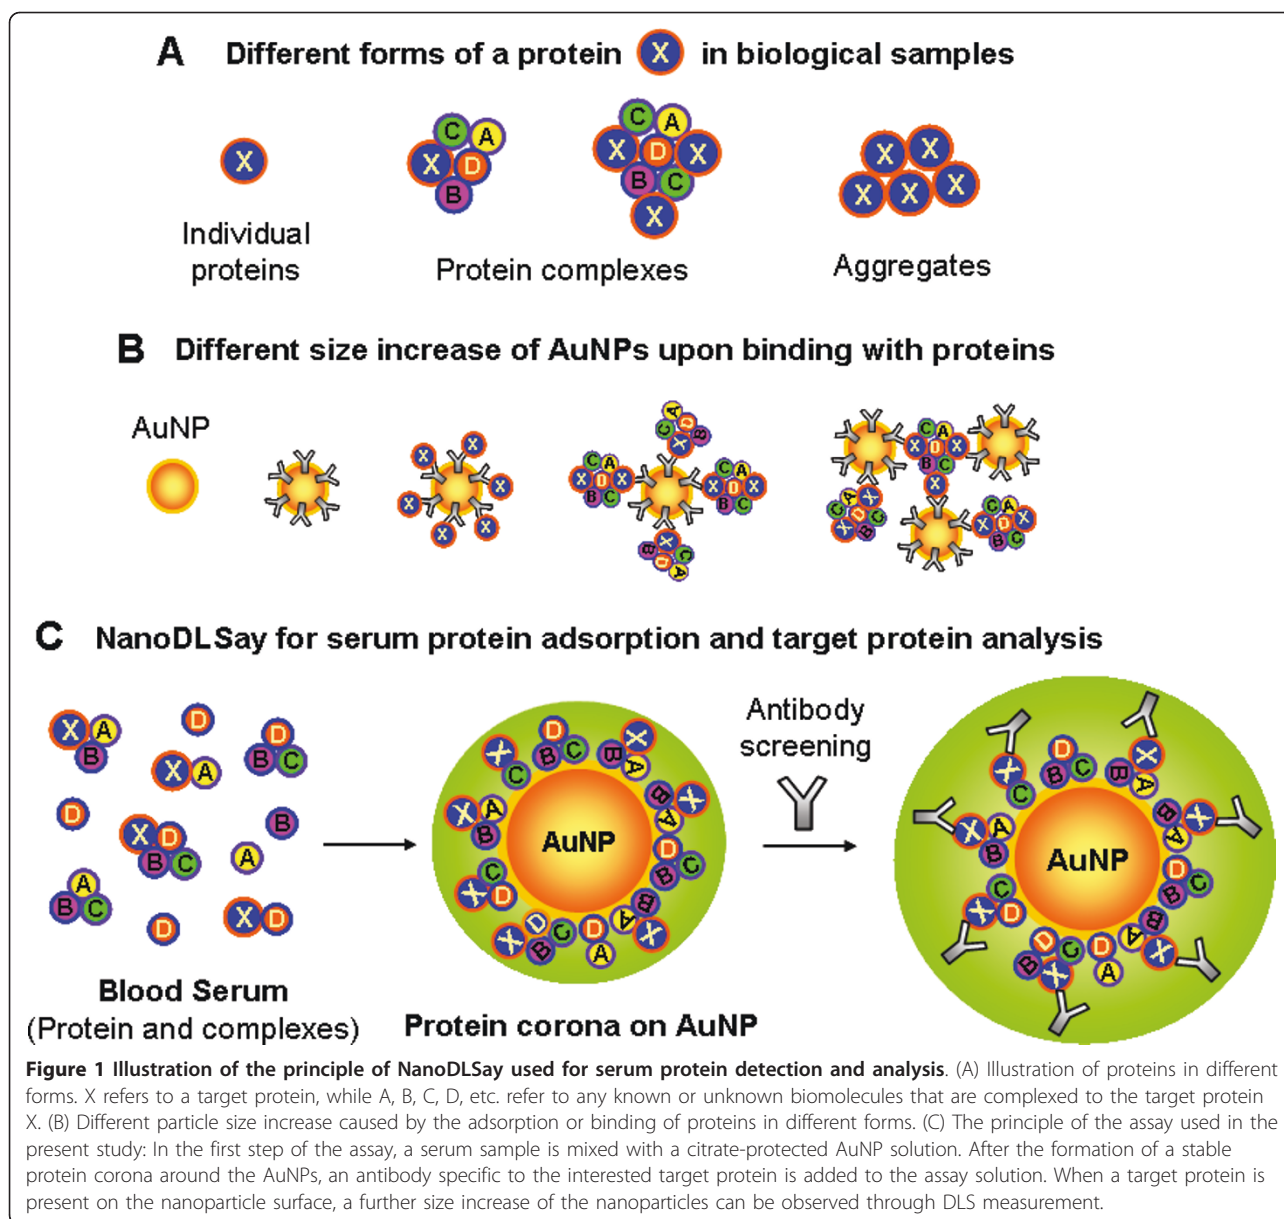 A Different forms of a protein X in biological samples
X
C A
X D
B
C A
X D X
B C
X
X X
X X X
Individual
proteins
Protein complexes
Aggregates
B Different size increase of AuNPs upon binding with proteins
AuNP
X X
X X
X X
A
C D B
X
C A
X D X
B C
C A
X D X
B C
B X C
D A
C A
X D X
B C
X
C A X
X D C
B
C A
X D X
B C
C NanoDLSay for serum protein adsorption and target protein analysis
X A
B
D
D
B C
X A
D
X D
B C
B
A
A
B C
D
X D
Blood Serum
(Protein and complexes)
AuNP
X C
D
B C
X
B A
X A
B
B X
A
C
X D
D
B C
D
X B C
D
A
A B
X
Protein corona on AuNP
Antibody
screening
AuNP
X
C
D
B C
X
B A
X A
B
B X
A
C
X D
D
B C
D
B C
X
D
A
A B
X
Figure 1 Illustration of the principle of NanoDLSay used for serum protein detection and analysis. (A) Illustration of proteins in different
forms. X refers to a target protein, while A, B, C, D, etc. refer to any known or unknown biomolecules that are complexed to the target protein
X. (B) Different particle size increase caused by the adsorption or binding of proteins in different forms. (C) The principle of the assay used in the
present study: In the first step of the assay, a serum sample is mixed with a citrate-protected AuNP solution. After the formation of a stable
protein corona around the AuNPs, an antibody specific to the interested target protein is added to the assay solution. When a target protein is
present on the nanoparticle surface, a further size increase of the nanoparticles can be observed through DLS measurement.